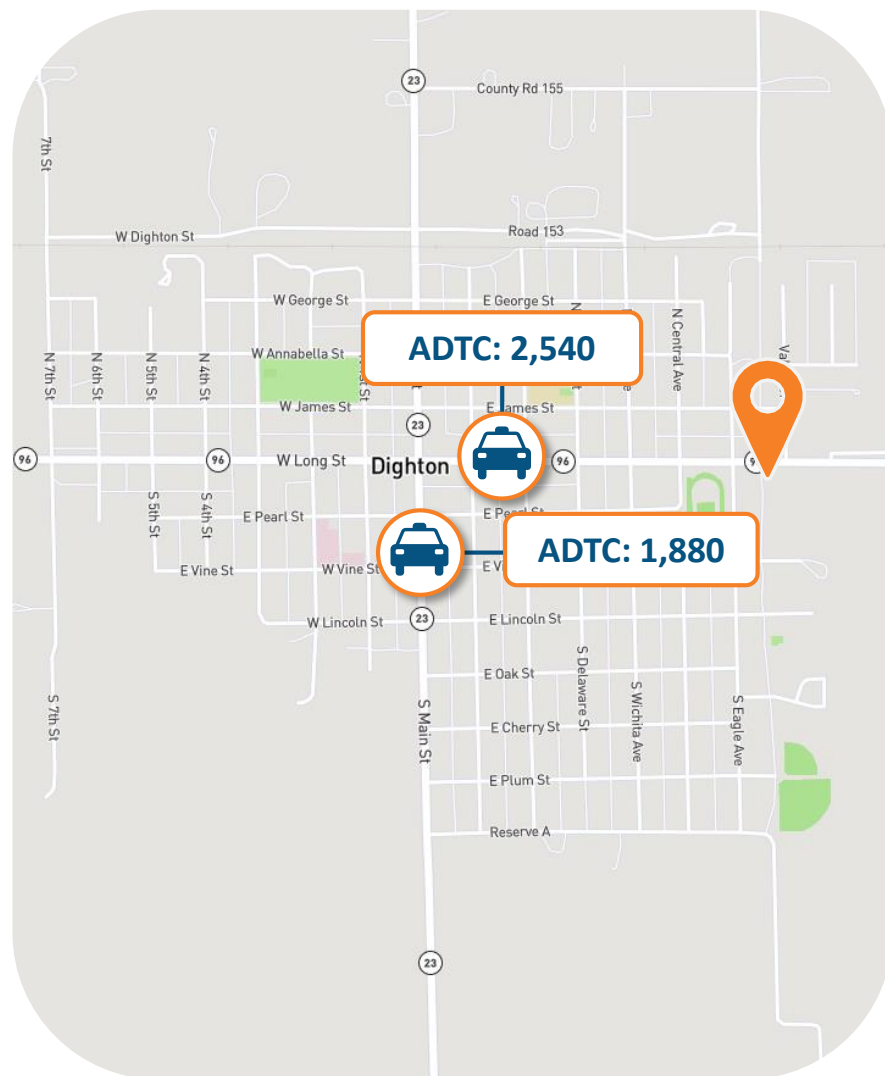 23
County Rd 155
7th St
W Dighton St
Road 153
W George St
E George St
ADTC: 2,540
N Central Ave
W Annabella St
N 7th St
N 6th St
N 5th St
N 4th St
W James St
E James St
23
96
96
W Long St
Dighton
96
S 5th St
S 4th St
E Pearl St
ADTC: 1,880
E Vine St
W Vine St
W Lincoln St
23
E Lincoln St
E Oak St
S 7th St
S Main St
S Delaware St
S Wichita Ave
S Eagle Ave
E Cherry St
E Plum St
Reserve A
23